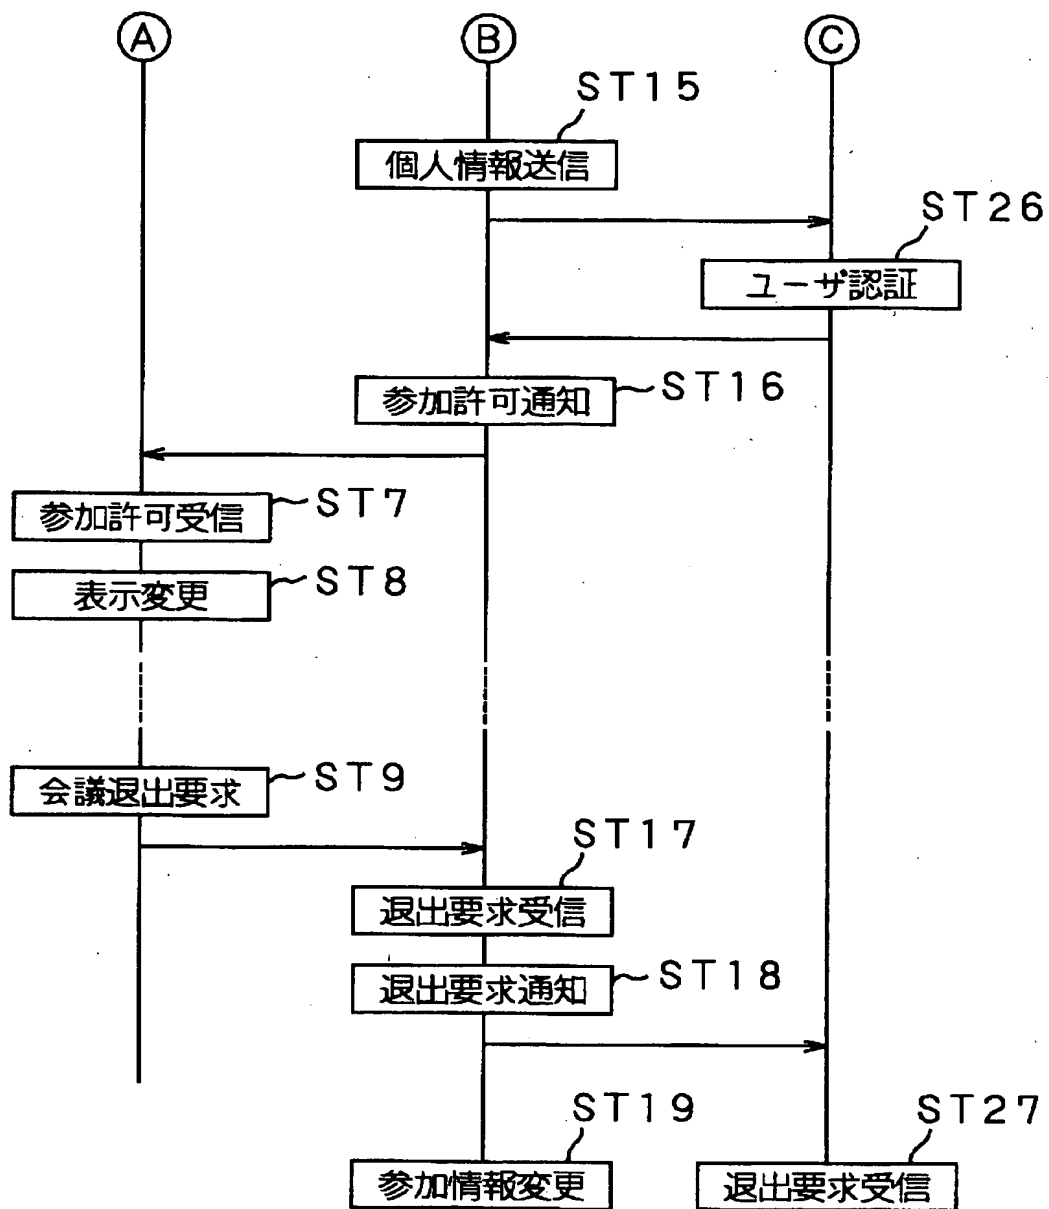 A B C
ST15
個人情報送信
ST26
ユーザ認証
参加許可通知 ST16
参加許可受信 ST7
表示変更 ST8
会議退出要求 ST9
ST17
退出要求受信
退出要求通知 ST18
ST19 ST27
参加情報変更 退出要求受信